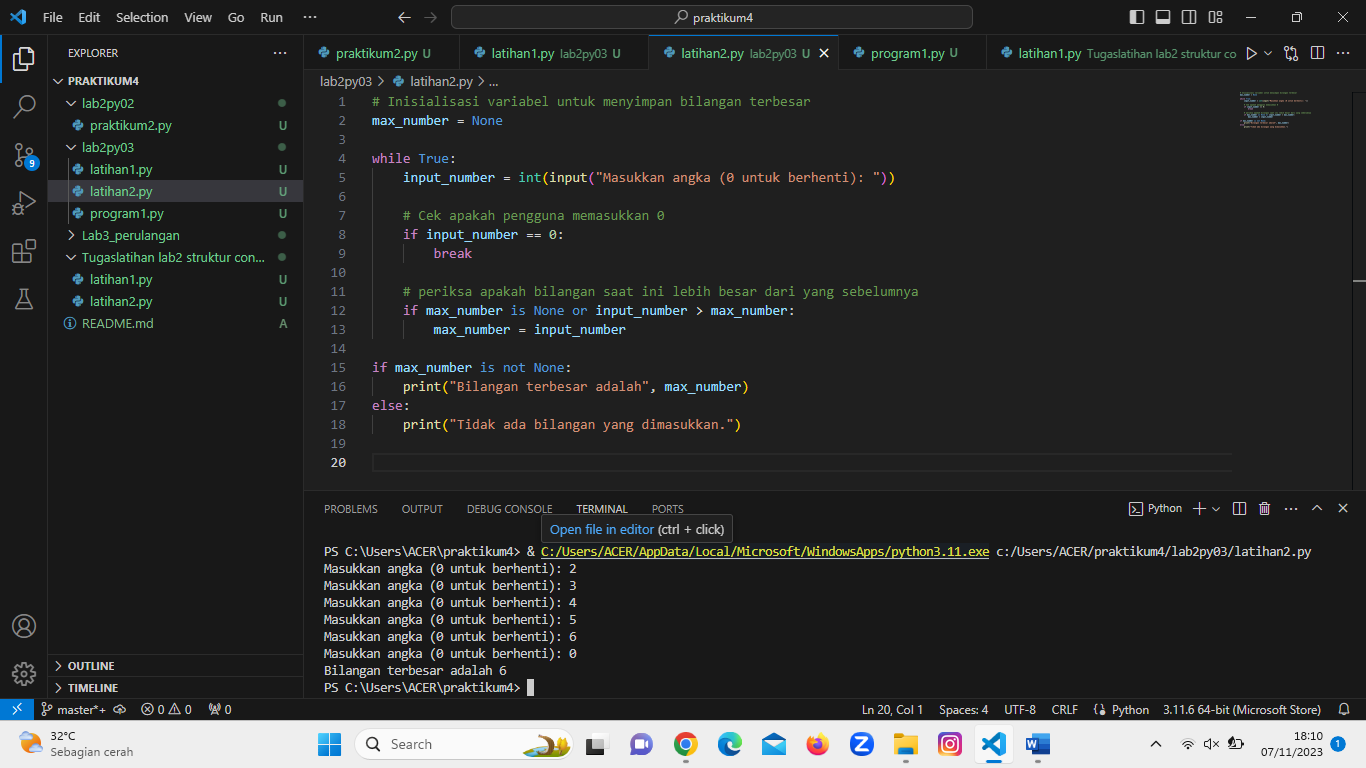 File Edit Selection View Go Run ··· praktikum4
EXPLORER ···
PRAKTIKUM4
lab2py02
praktikum2.py U
lab2py03
latihan1.py U
latihan2.py U
program1.py U
Lab3_perulangan
Tugaslatihan lab2 struktur con...
latihan1.py U
latihan2.py U
README.md A
OUTLINE
TIMELINE
9
praktikum2.py U latihan1.py lab2py03 U latihan2.py lab2py03 U program1.py U latihan1.py Tugaslatihan lab2 struktur co
lab2py03 > latihan2.py > ...
1 # Inisialisasi variabel untuk menyimpan bilangan terbesar
2 max_number = None
3
4 while True:
5 input_number = int(input("Masukkan angka (0 untuk berhenti): "))
6
7 # Cek apakah pengguna memasukkan 0
8 if input_number == 0:
9 break
10
11 # periksa apakah bilangan saat ini lebih besar dari yang sebelumnya
12 if max_number is None or input_number > max_number:
13 max_number = input_number
14
15 if max_number is not None:
16 print("Bilangan terbesar adalah", max_number)
17 else:
18 print("Tidak ada bilangan yang dimasukkan.")
19
20
PROBLEMS OUTPUT DEBUG CONSOLE TERMINAL PORTS Python
Open file in editor (ctrl + click)
PS C:\Users\ACER\praktikum4> & C:/Users/ACER/AppData/Local/Microsoft/WindowsApps/python3.11.exe c:/Users/ACER/praktikum4/lab2py03/latihan2.py
Masukkan angka (0 untuk berhenti): 2
Masukkan angka (0 untuk berhenti): 3
Masukkan angka (0 untuk berhenti): 4
Masukkan angka (0 untuk berhenti): 5
Masukkan angka (0 untuk berhenti): 6
Masukkan angka (0 untuk berhenti): 0
Bilangan terbesar adalah 6
PS C:\Users\ACER\praktikum4>
master*+ 0 0 0 Ln 20, Col 1 Spaces: 4 UTF-8 CRLF Python 3.11.6 64-bit (Microsoft Store)
32°C
Sebagian cerah
Search
18:10
07/11/2023
1